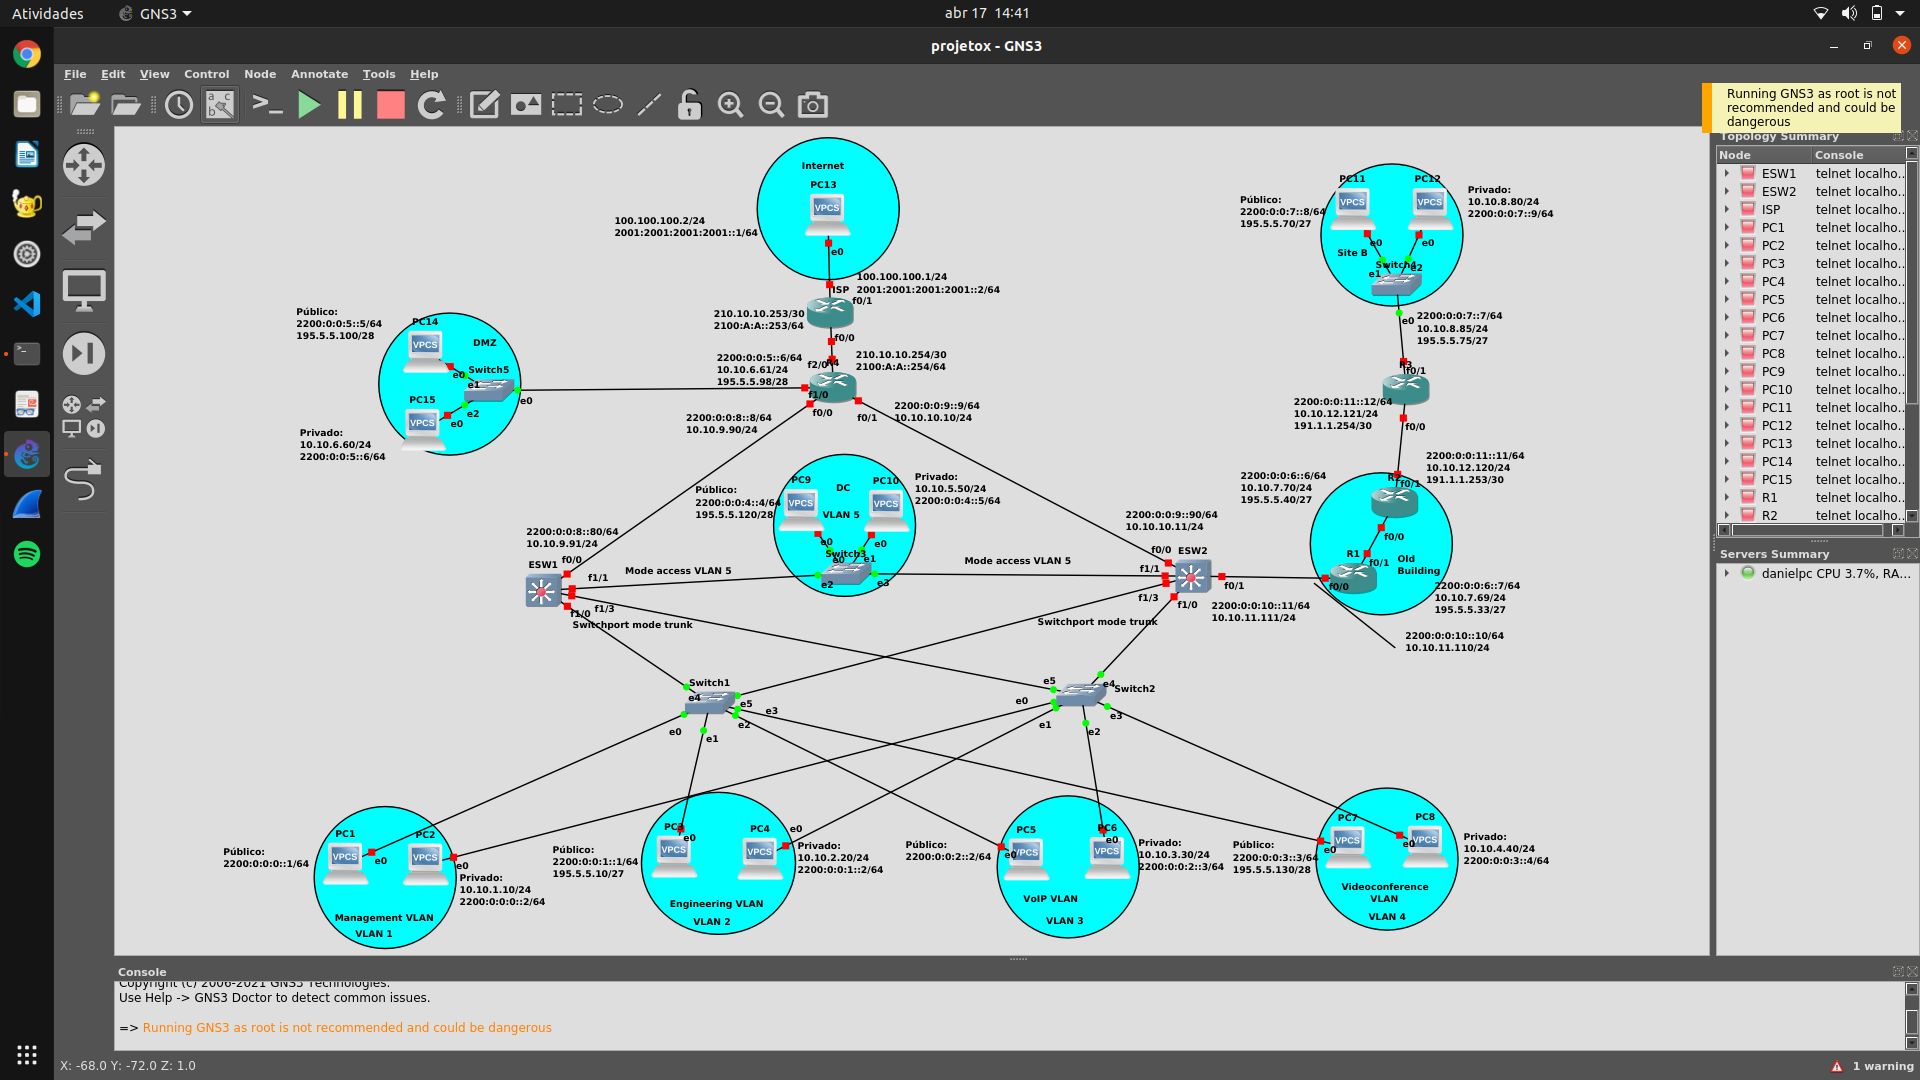 Atividades
GNS3
abr 17 14:41
projetox - GNS3
File Edit View Control Node Annotate Tools Help
Running GNS3 as root is not
recommended and could be
dangerous
Topology Summary
Node Console
ESW1 telnet localho...
ESW2 telnet localho...
ISP telnet localho...
PC1 telnet localho...
PC2 telnet localho...
PC3 telnet localho...
PC4 telnet localho...
PC5 telnet localho...
PC6 telnet localho...
PC7 telnet localho...
PC8 telnet localho...
PC9 telnet localho...
PC10 telnet localho...
PC11 telnet localho...
PC12 telnet localho...
PC13 telnet localho...
PC14 telnet localho...
PC15 telnet localho...
R1 telnet localho...
R2 telnet localho...
Servers Summary
danielpc CPU 3.7%, RA...
Internet
PC13
VPCS
e0
100.100.100.2/24
2001:2001:2001:2001::1/64
100.100.100.1/24
2001:2001:2001:2001::2/64
ISP
f0/1
210.10.10.253/30
2100:A:A::253/64
f0/0
210.10.10.254/30
2100:A:A::254/64
f2/0
R4
2200:0:0:5::6/64
10.10.6.61/24
195.5.5.98/28
f1/0
f0/0
f0/1
2200:0:0:8::8/64
10.10.9.90/24
2200:0:0:9::9/64
10.10.10.10/24
Público:
2200:0:0:5::5/64
195.5.5.100/28
PC14
VPCS
DMZ
e0
Switch5
e1
e0
PC15
VPCS
e2
e0
Privado:
10.10.6.60/24
2200:0:0:5::6/64
Público:
2200:0:0:7::8/64
195.5.5.70/27
PC11
VPCS
PC12
VPCS
Privado:
10.10.8.80/24
2200:0:0:7::9/64
e0
e0
Site B
Switch4
e1
e2
e0
2200:0:0:7::7/64
10.10.8.85/24
195.5.5.75/27
R3
f0/1
2200:0:0:11::12/64
10.10.12.121/24
191.1.1.254/30
f0/0
2200:0:0:11::11/64
10.10.12.120/24
191.1.1.253/30
2200:0:0:6::6/64
10.10.7.70/24
195.5.5.40/27
R2
f0/1
f0/0
R1
f0/1
Old
Building
f0/0
2200:0:0:6::7/64
10.10.7.69/24
195.5.5.33/27
2200:0:0:10::10/64
10.10.11.110/24
Público:
2200:0:0:4::4/64
195.5.5.120/28
PC9
VPCS
DC
PC10
VPCS
VLAN 5
Privado:
10.10.5.50/24
2200:0:0:4::5/64
e0
e0
Switch3
e0
e1
e2
e3
2200:0:0:8::80/64
10.10.9.91/24
f0/0
ESW1
f1/1
Mode access VLAN 5
f1/3
f1/0
Switchport mode trunk
Mode access VLAN 5
2200:0:0:9::90/64
10.10.10.11/24
f0/0
ESW2
f1/1
f0/1
f1/3
f1/0
2200:0:0:10::11/64
10.10.11.111/24
Switchport mode trunk
Switch1
e4
e5
e3
e2
e0
e1
Switch2
e5
e4
e0
e3
e1
e2
Público:
2200:0:0:0::1/64
PC1
VPCS
e0
PC2
VPCS
e0
Privado:
10.10.1.10/24
2200:0:0:0::2/64
Management VLAN
VLAN 1
Público:
2200:0:0:1::1/64
195.5.5.10/27
PC3
VPCS
e0
PC4
VPCS
e0
Privado:
10.10.2.20/24
2200:0:0:1::2/64
Engineering VLAN
VLAN 2
Público:
2200:0:0:2::2/64
PC5
VPCS
e0
PC6
VPCS
e0
Privado:
10.10.3.30/24
2200:0:0:2::3/64
VoIP VLAN
VLAN 3
Público:
2200:0:0:3::3/64
195.5.5.130/28
PC7
VPCS
e0
PC8
VPCS
e0
Privado:
10.10.4.40/24
2200:0:0:3::4/64
Videoconference
VLAN
VLAN 4
Console
Copyright (c) 2006-2021 GNS3 Technologies.
Use Help -> GNS3 Doctor to detect common issues.
=> Running GNS3 as root is not recommended and could be dangerous
X: -68.0 Y: -72.0 Z: 1.0
1 warning